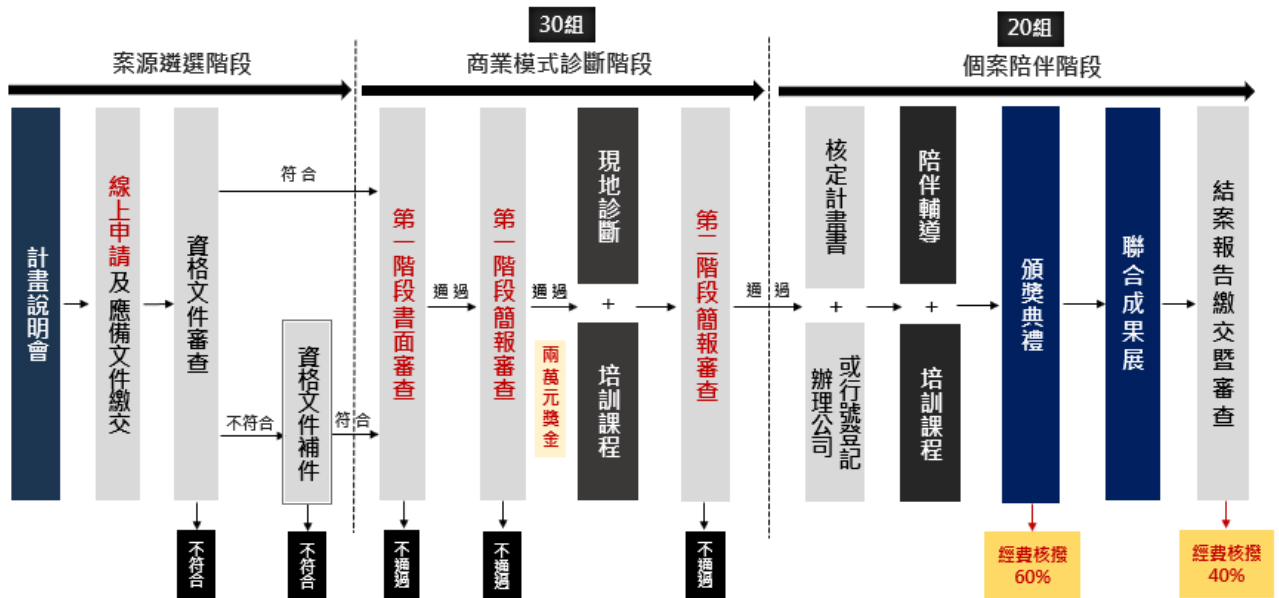 30組
20組
案源遴選階段
商業模式診斷階段
個案陪伴階段
計畫說明會
線上申請及應備文件繳交
資格文件審查
符合
不符合
資格文件補件
符合
不符合
不符合
第一階段書面審查
通過
不通過
第一階段簡報審查
通過
不通過
兩萬元獎金
現地診斷
+
培訓課程
第二階段簡報審查
通過
不通過
核定計畫書
+
或行號登記
辦理公司
陪伴輔導
+
培訓課程
頒獎典禮
經費核撥
60%
聯合成果展
結案報告繳交暨審查
經費核撥
40%